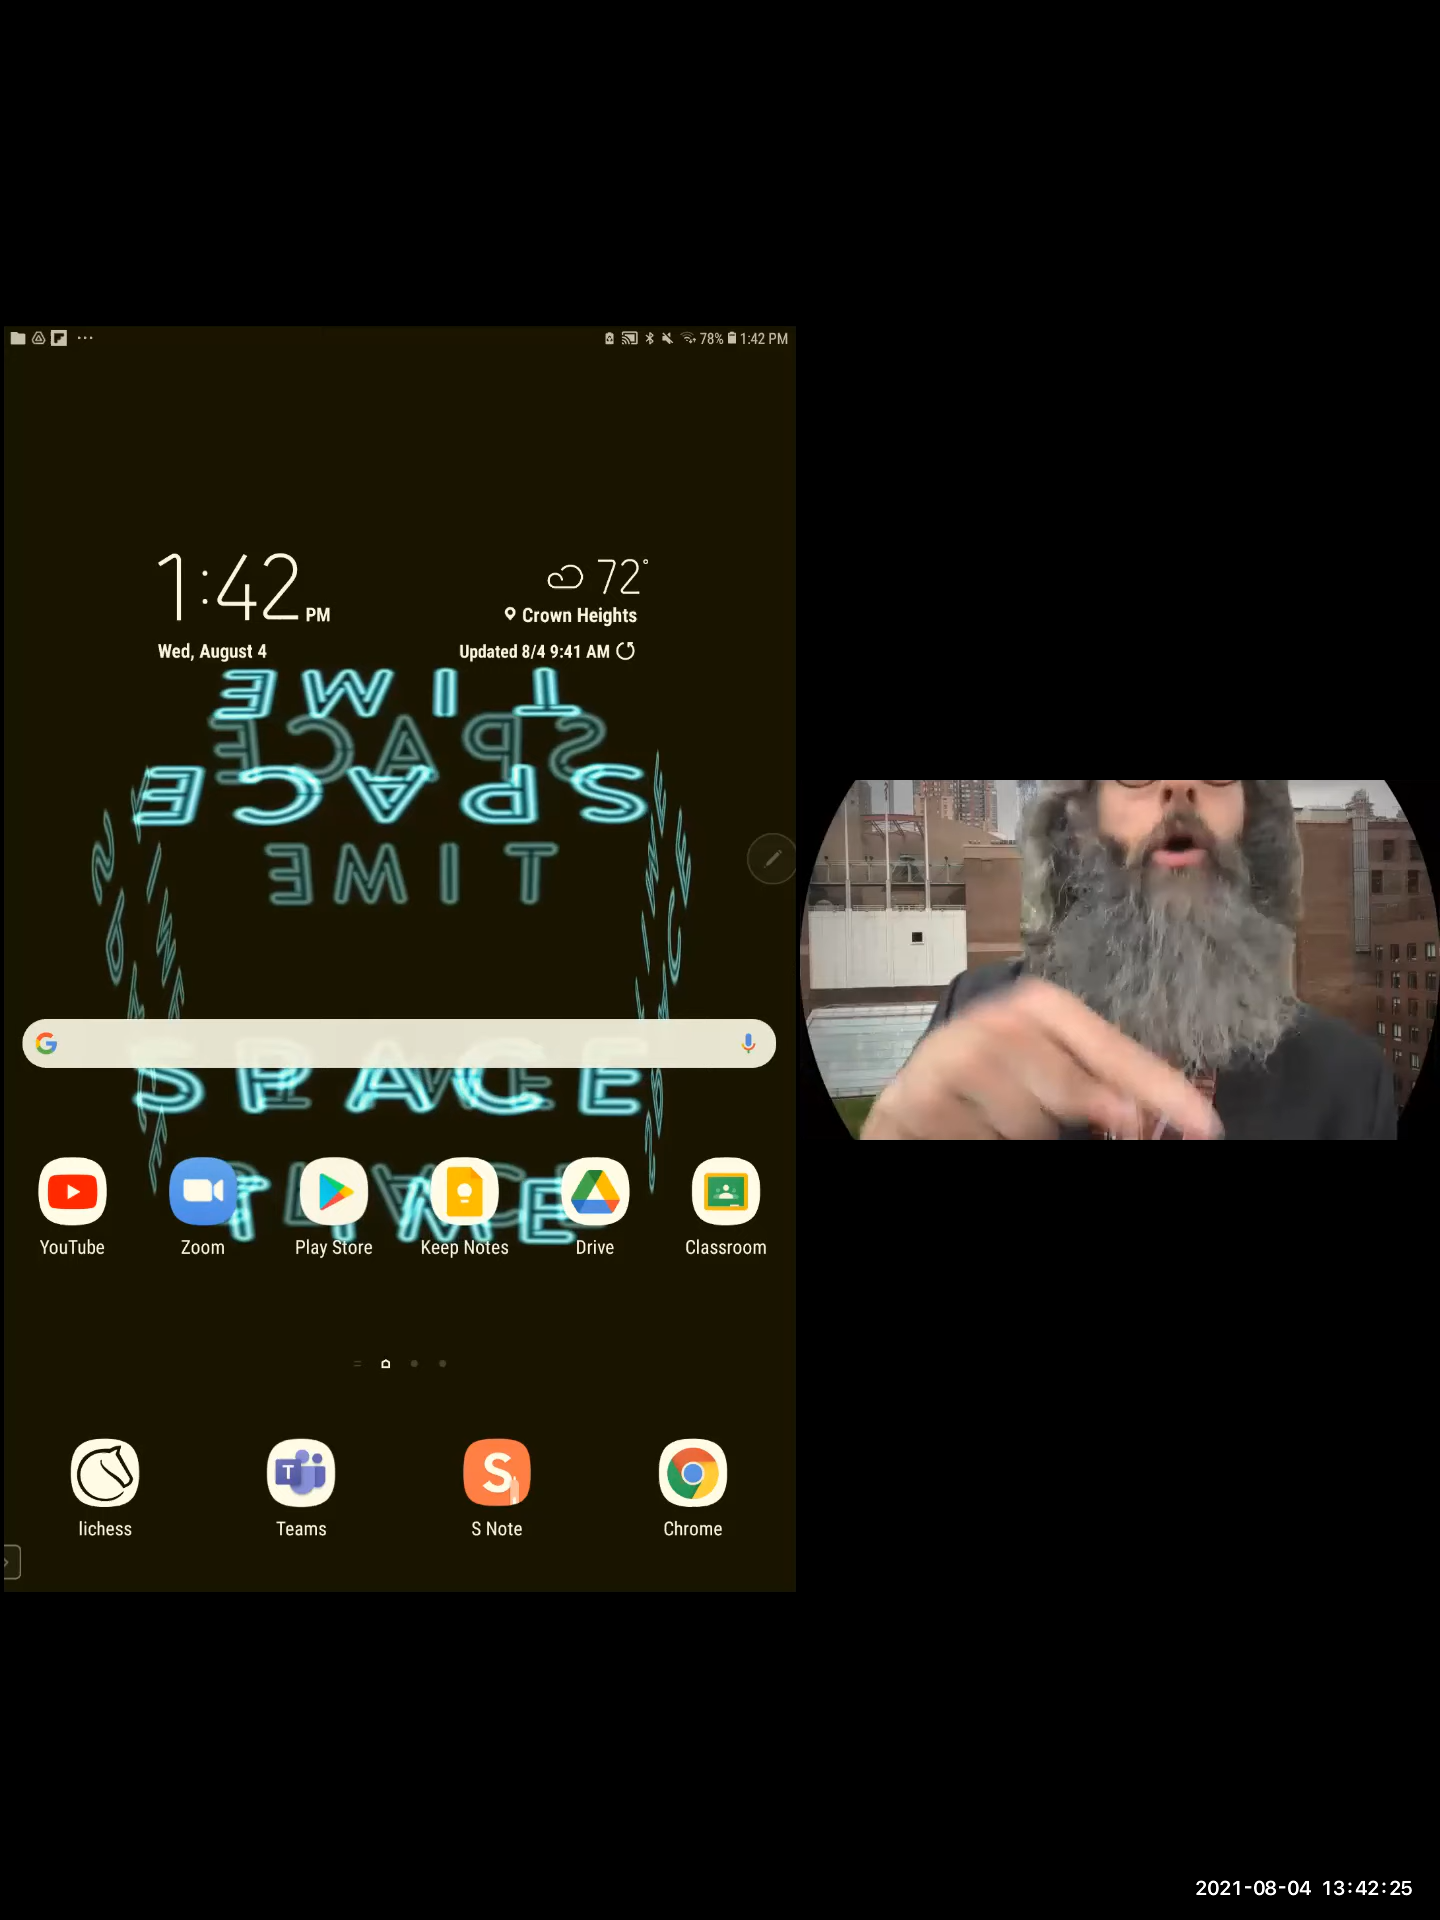 78% 1:42 PM
1:42 PM
72°
Crown Heights
Wed, August 4
Updated 8/4 9:41 AM
TIME
SPACE
SPACE
TIME
G
SPACE
TIME
YouTube
Zoom
Play Store
Keep Notes
Drive
Classroom
T
S
lichess
Teams
S Note
Chrome
2021-08-04 13:42:25